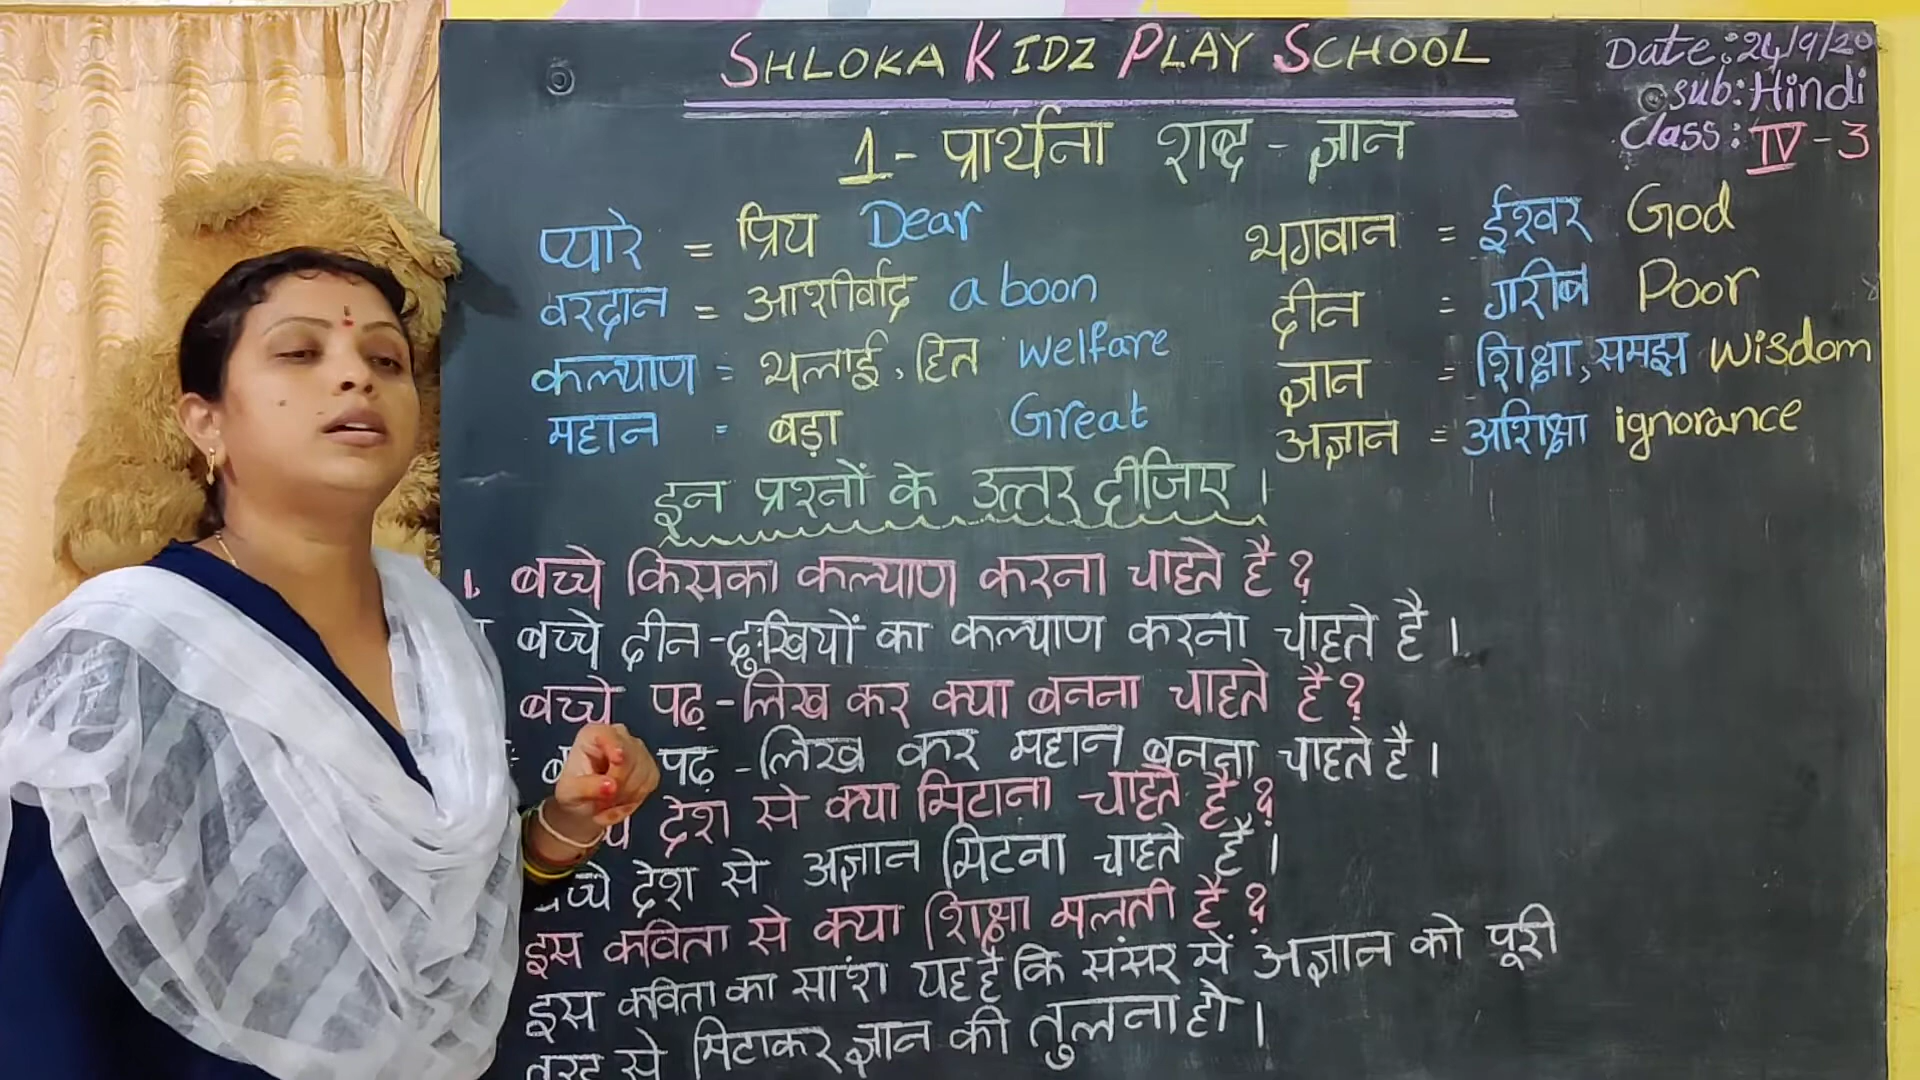 SHLOKA KIDZ PLAY SCHOOL
Date: 24/9/20
Sub: Hindi
Class: IV - 3
1 - प्रार्थना शब्द - ज्ञान
प्यारे = प्रिय Dear
वरदान = आशीर्वाद a boon
कल्याण = भलाई, हित welfare
महान = बड़ा Great
भगवान = ईश्वर God
दीन = गरीब Poor
ज्ञान = शिक्षा, समझ wisdom
अज्ञान = अशिक्षा ignorance
इन प्रश्नों के उत्तर दीजिए।
1. बच्चे किसका कल्याण करना चाहते है?
बच्चे दीन-दुःखियों का कल्याण करना चाहते है।
बच्चे पढ़-लिख कर क्या बनना चाहते है?
पढ़-लिख कर महान बनना चाहते है।
देश से क्या मिटाना चाहते है?
देश से अज्ञान मिटना चाहते है।
इस कविता से क्या शिक्षा मलती है?
इस कविता का सांश यह है कि संसर में अज्ञान को पूरी
तरह से मिटाकर ज्ञान की तुलना हो।